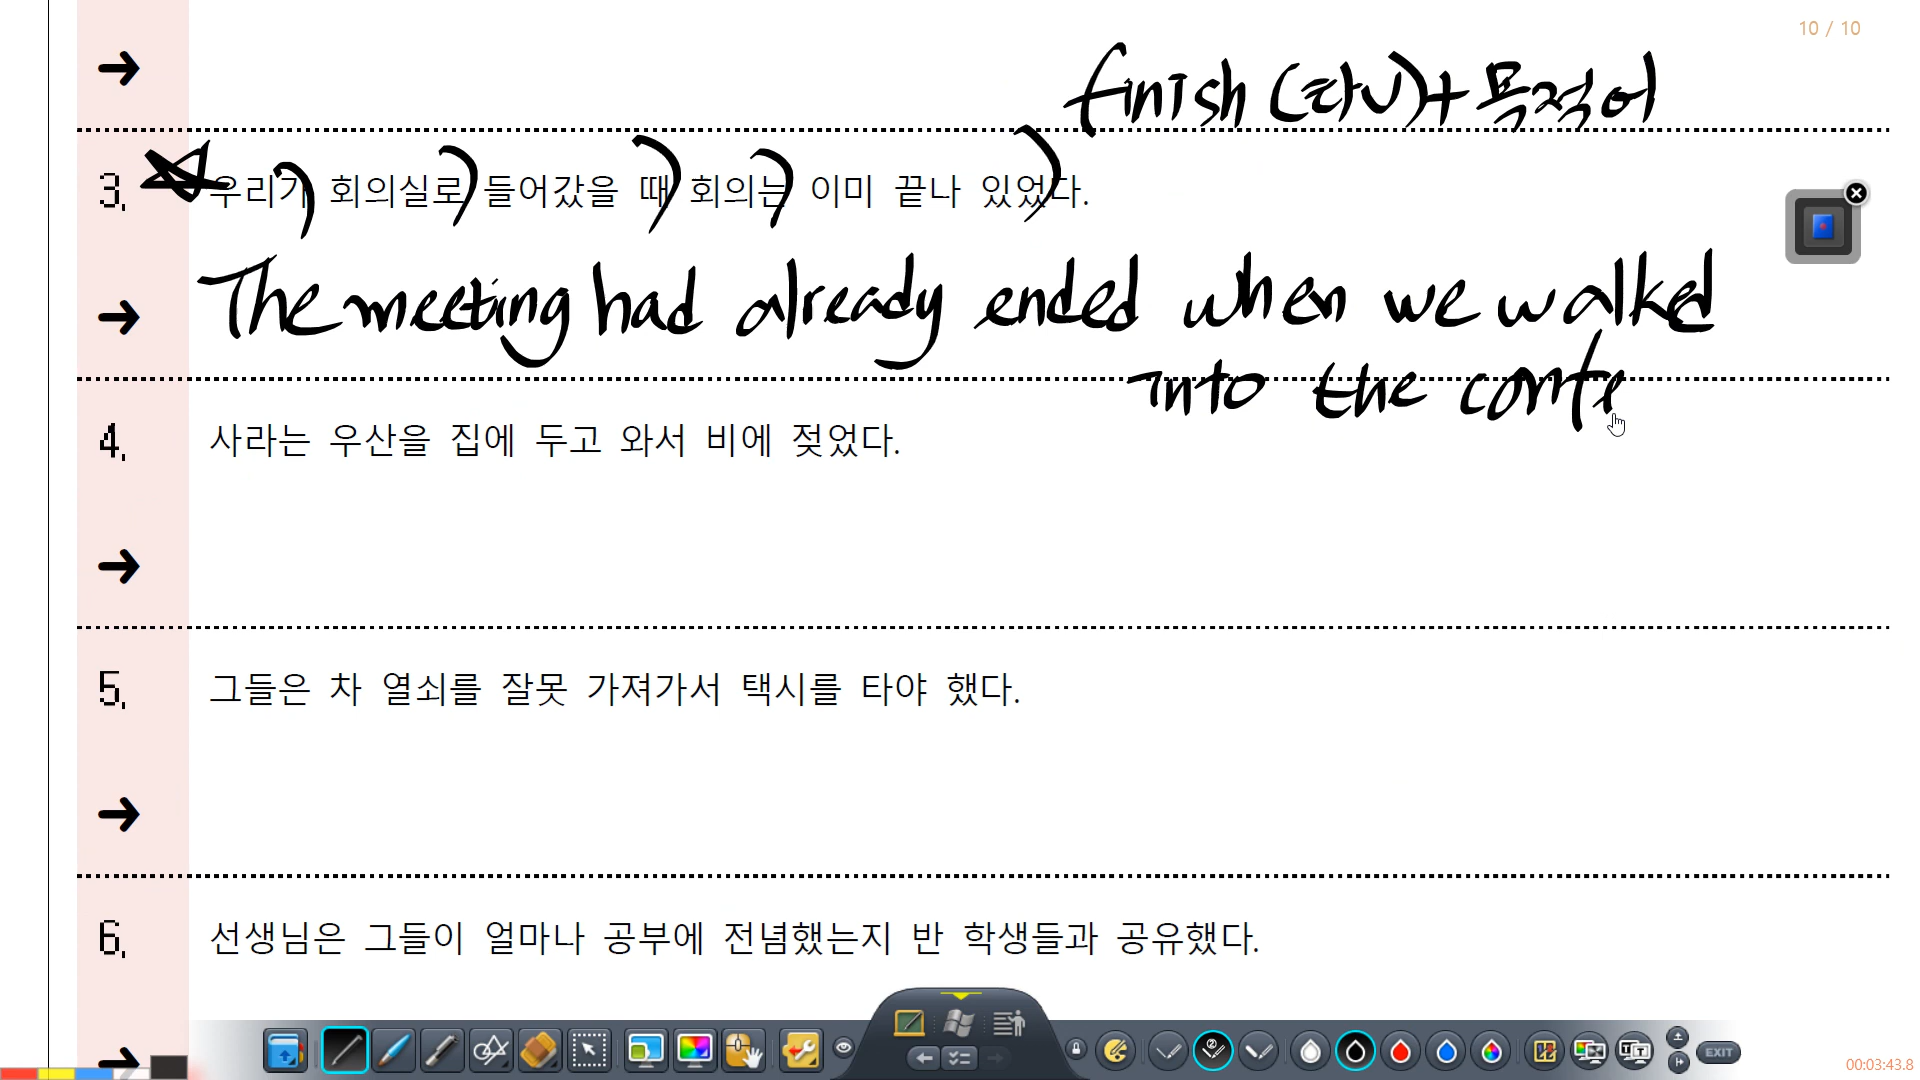 10 / 10
finish (타V)+목적어
3. 우리가 회의실로 들어갔을 때 회의는 이미 끝나 있었다.
The meeting had already ended when we walked
into the confe
4. 사라는 우산을 집에 두고 와서 비에 젖었다.
5. 그들은 차 열쇠를 잘못 가져가서 택시를 타야 했다.
6. 선생님은 그들이 얼마나 공부에 전념했는지 반 학생들과 공유했다.
EXIT
00:03:43.8